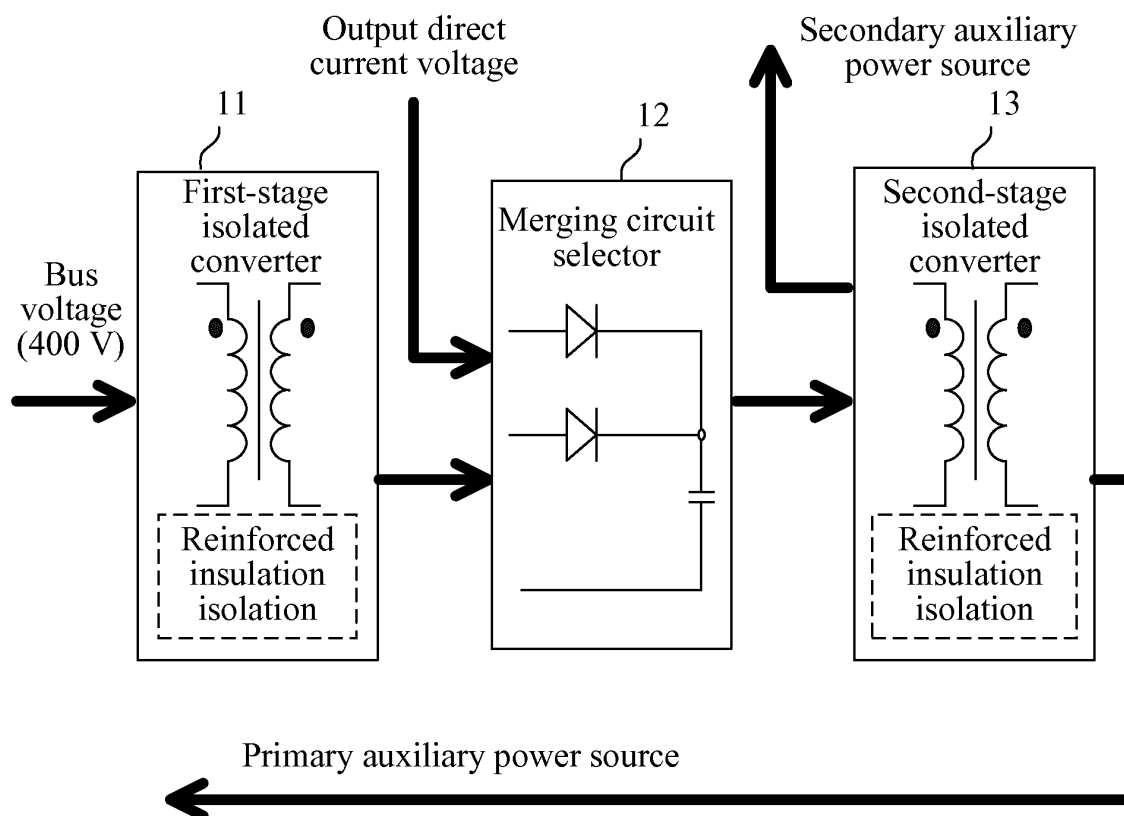 Output direct
current voltage
Secondary auxiliary
power source
11
12
13
First-stage
isolated
converter
Merging circuit
selector
Second-stage
isolated
converter
Bus
voltage
(400 V)
Reinforced
insulation
isolation
Reinforced
insulation
isolation
Primary auxiliary power source